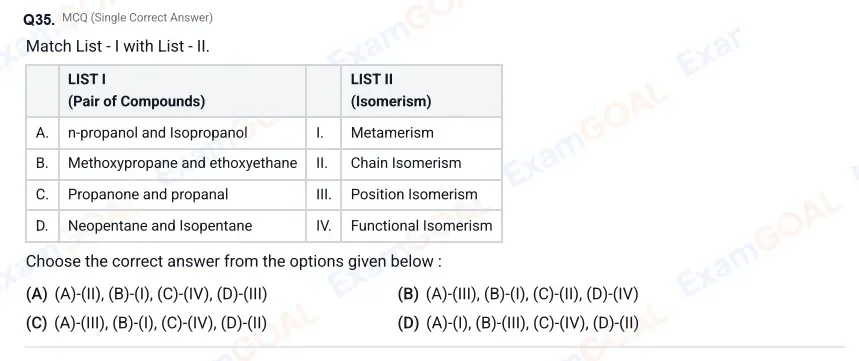 Q35. MCQ (Single Correct Answer)
Match List - I with List - II.
LIST I LIST II
(Pair of Compounds) (Isomerism)
A. n-propanol and Isopropanol I. Metamerism
B. Methoxypropane and ethoxyethane II. Chain Isomerism
C. Propanone and propanal III. Position Isomerism
D. Neopentane and Isopentane IV. Functional Isomerism
Choose the correct answer from the options given below :
(A) (A)-(II), (B)-(I), (C)-(IV), (D)-(III) (B) (A)-(III), (B)-(I), (C)-(II), (D)-(IV)
(C) (A)-(III), (B)-(I), (C)-(IV), (D)-(II) (D) (A)-(I), (B)-(III), (C)-(IV), (D)-(II)
ExamGOAL